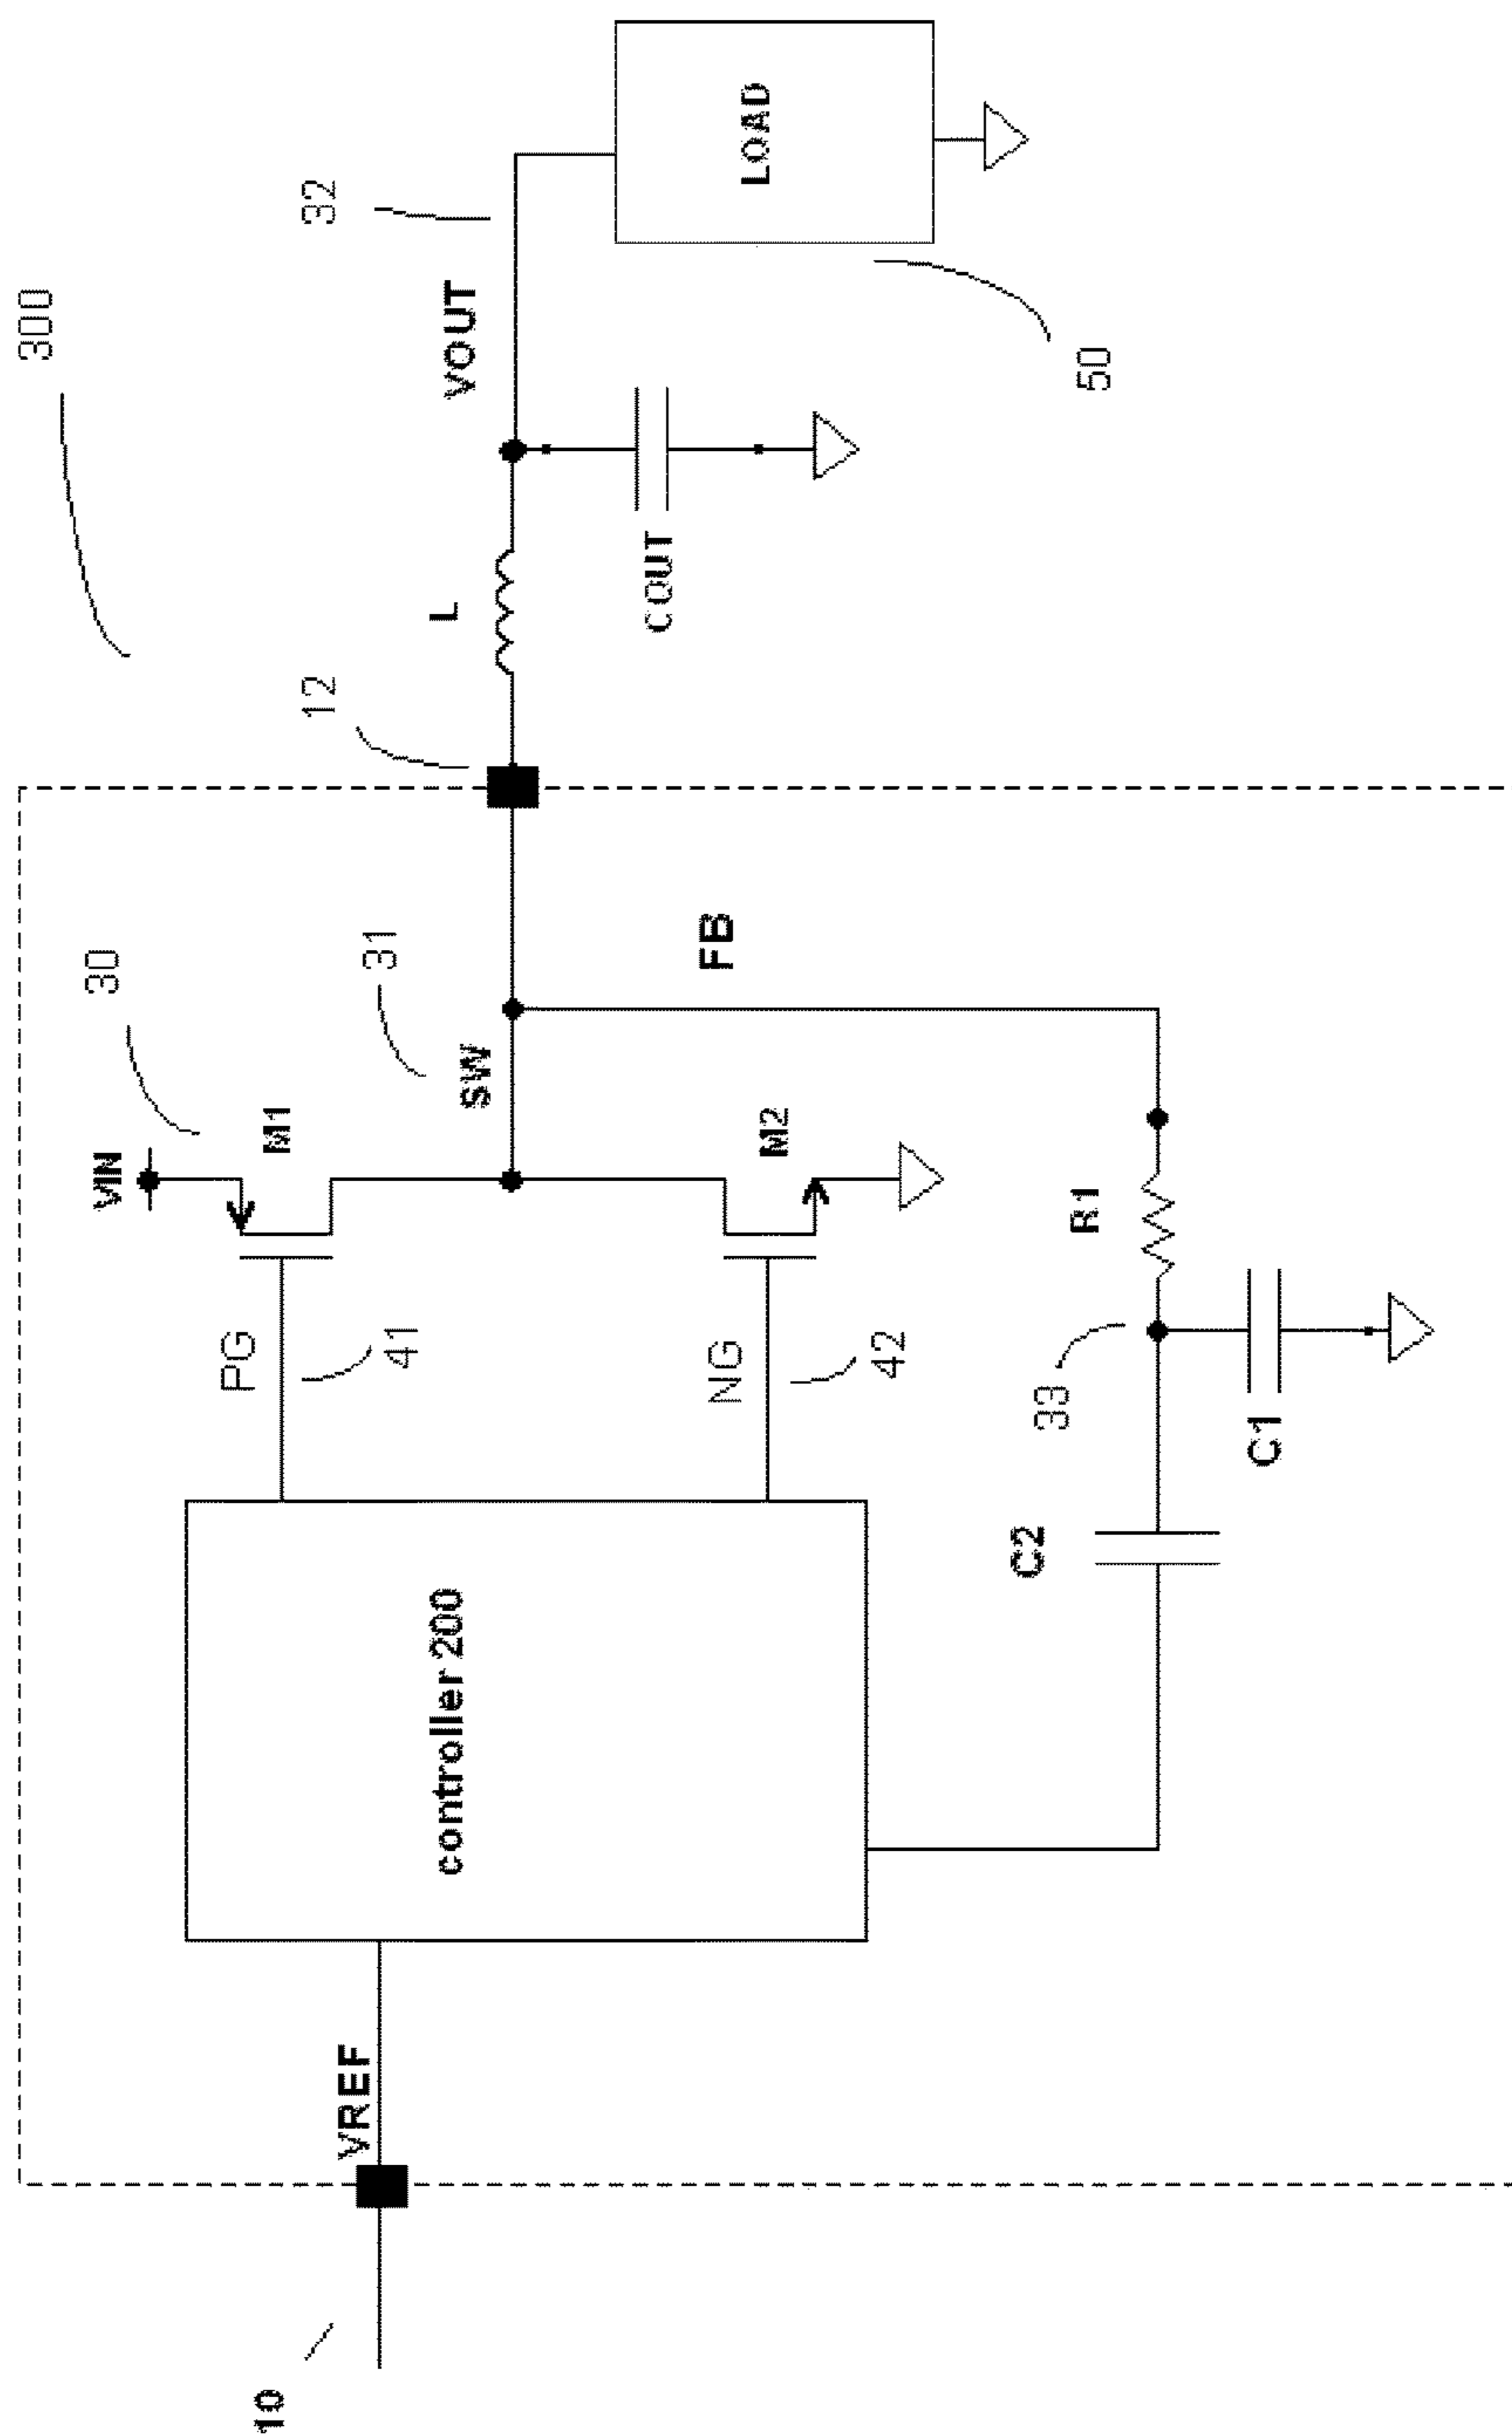 300
30
VIN
M1
PG
41
31
SW
12
L
VOUT
32
LOAD
50
COUT
FB
M2
NG
42
controller 200
VREF
10
R1
33
C2
C1